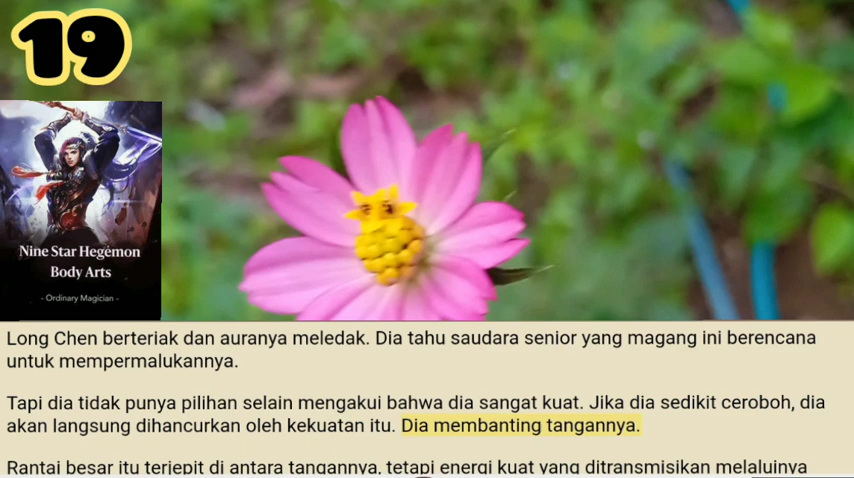 19
Nine Star Hegemon
Body Arts
- Ordinary Magician -
Long Chen berteriak dan auranya meledak. Dia tahu saudara senior yang magang ini berencana
untuk mempermalukannya.
Tapi dia tidak punya pilihan selain mengakui bahwa dia sangat kuat. Jika dia sedikit ceroboh, dia
akan langsung dihancurkan oleh kekuatan itu. Dia membanting tangannya.
Rantai besar itu terjepit di antara tangannya, tetapi energi kuat yang ditransmisikan melaluinya